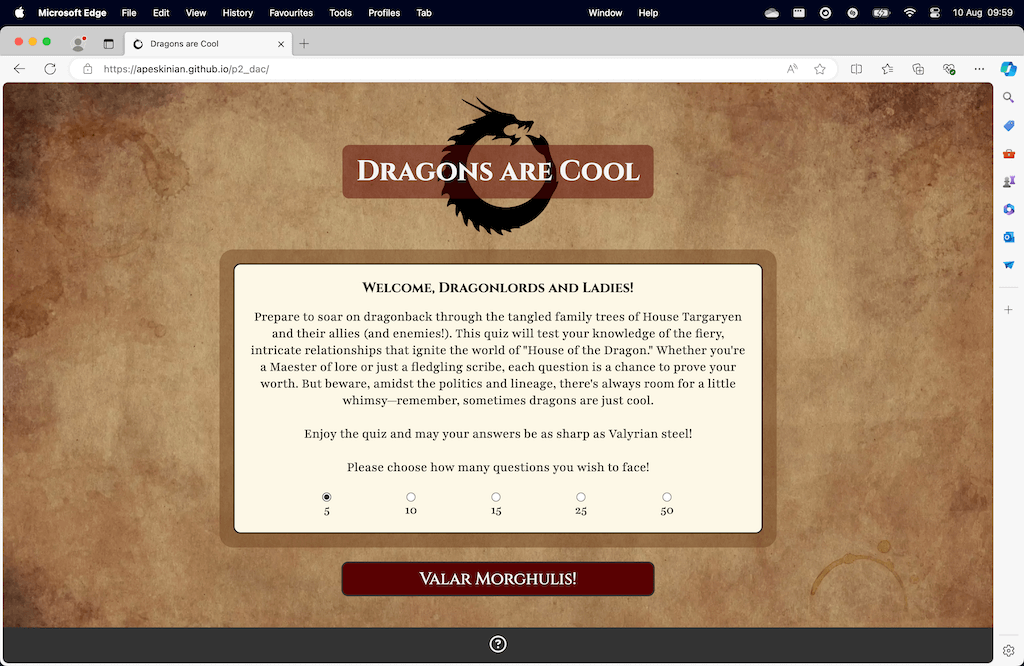 Microsoft Edge File Edit View History Favourites Tools Profiles Tab Window Help 10 Aug 09:59
Dragons are Cool
https://apeskinian.github.io/p2_dac/
Dragons are Cool
Welcome, Dragonlords and Ladies!
Prepare to soar on dragonback through the tangled family trees of House Targaryen
and their allies (and enemies!). This quiz will test your knowledge of the fiery,
intricate relationships that ignite the world of "House of the Dragon." Whether you're
a Maester of lore or just a fledgling scribe, each question is a chance to prove your
worth. But beware, amidst the politics and lineage, there's always room for a little
whimsy—remember, sometimes dragons are just cool.
Enjoy the quiz and may your answers be as sharp as Valyrian steel!
Please choose how many questions you wish to face!
5 10 15 25 50
Valar Morghulis!
?